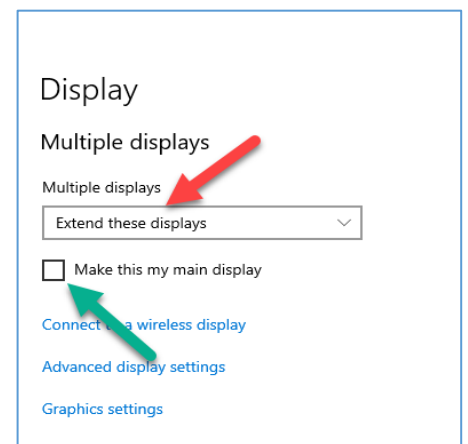 Display
Multiple displays
Multiple displays
Extend these displays
Make this my main display
Connect a wireless display
Advanced display settings
Graphics settings